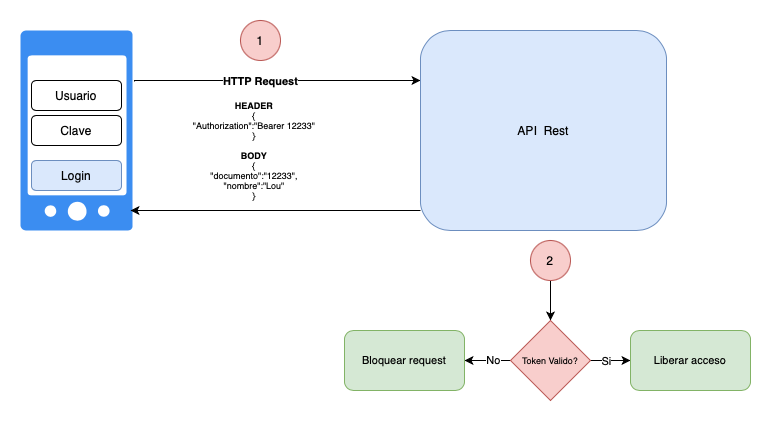 1
Usuario
Clave
Login
HTTP Request
HEADER
{
"Authorization":"Bearer 12233"
}
BODY
{
"documento":"12233",
"nombre":"Lou"
}
API Rest
2
Bloquear request
No
Token Valido?
Si
Liberar acceso